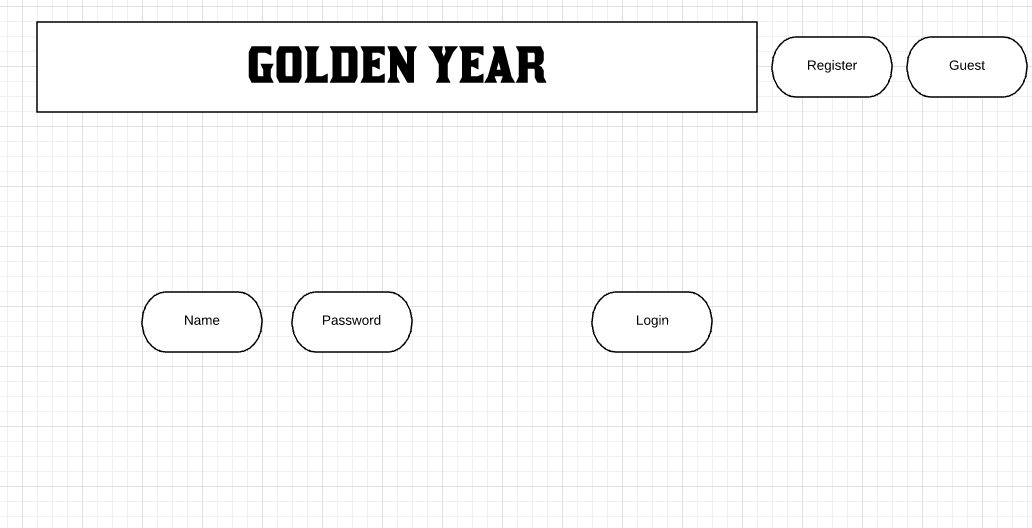 GOLDEN YEAR
Register
Guest
Name
Password
Login